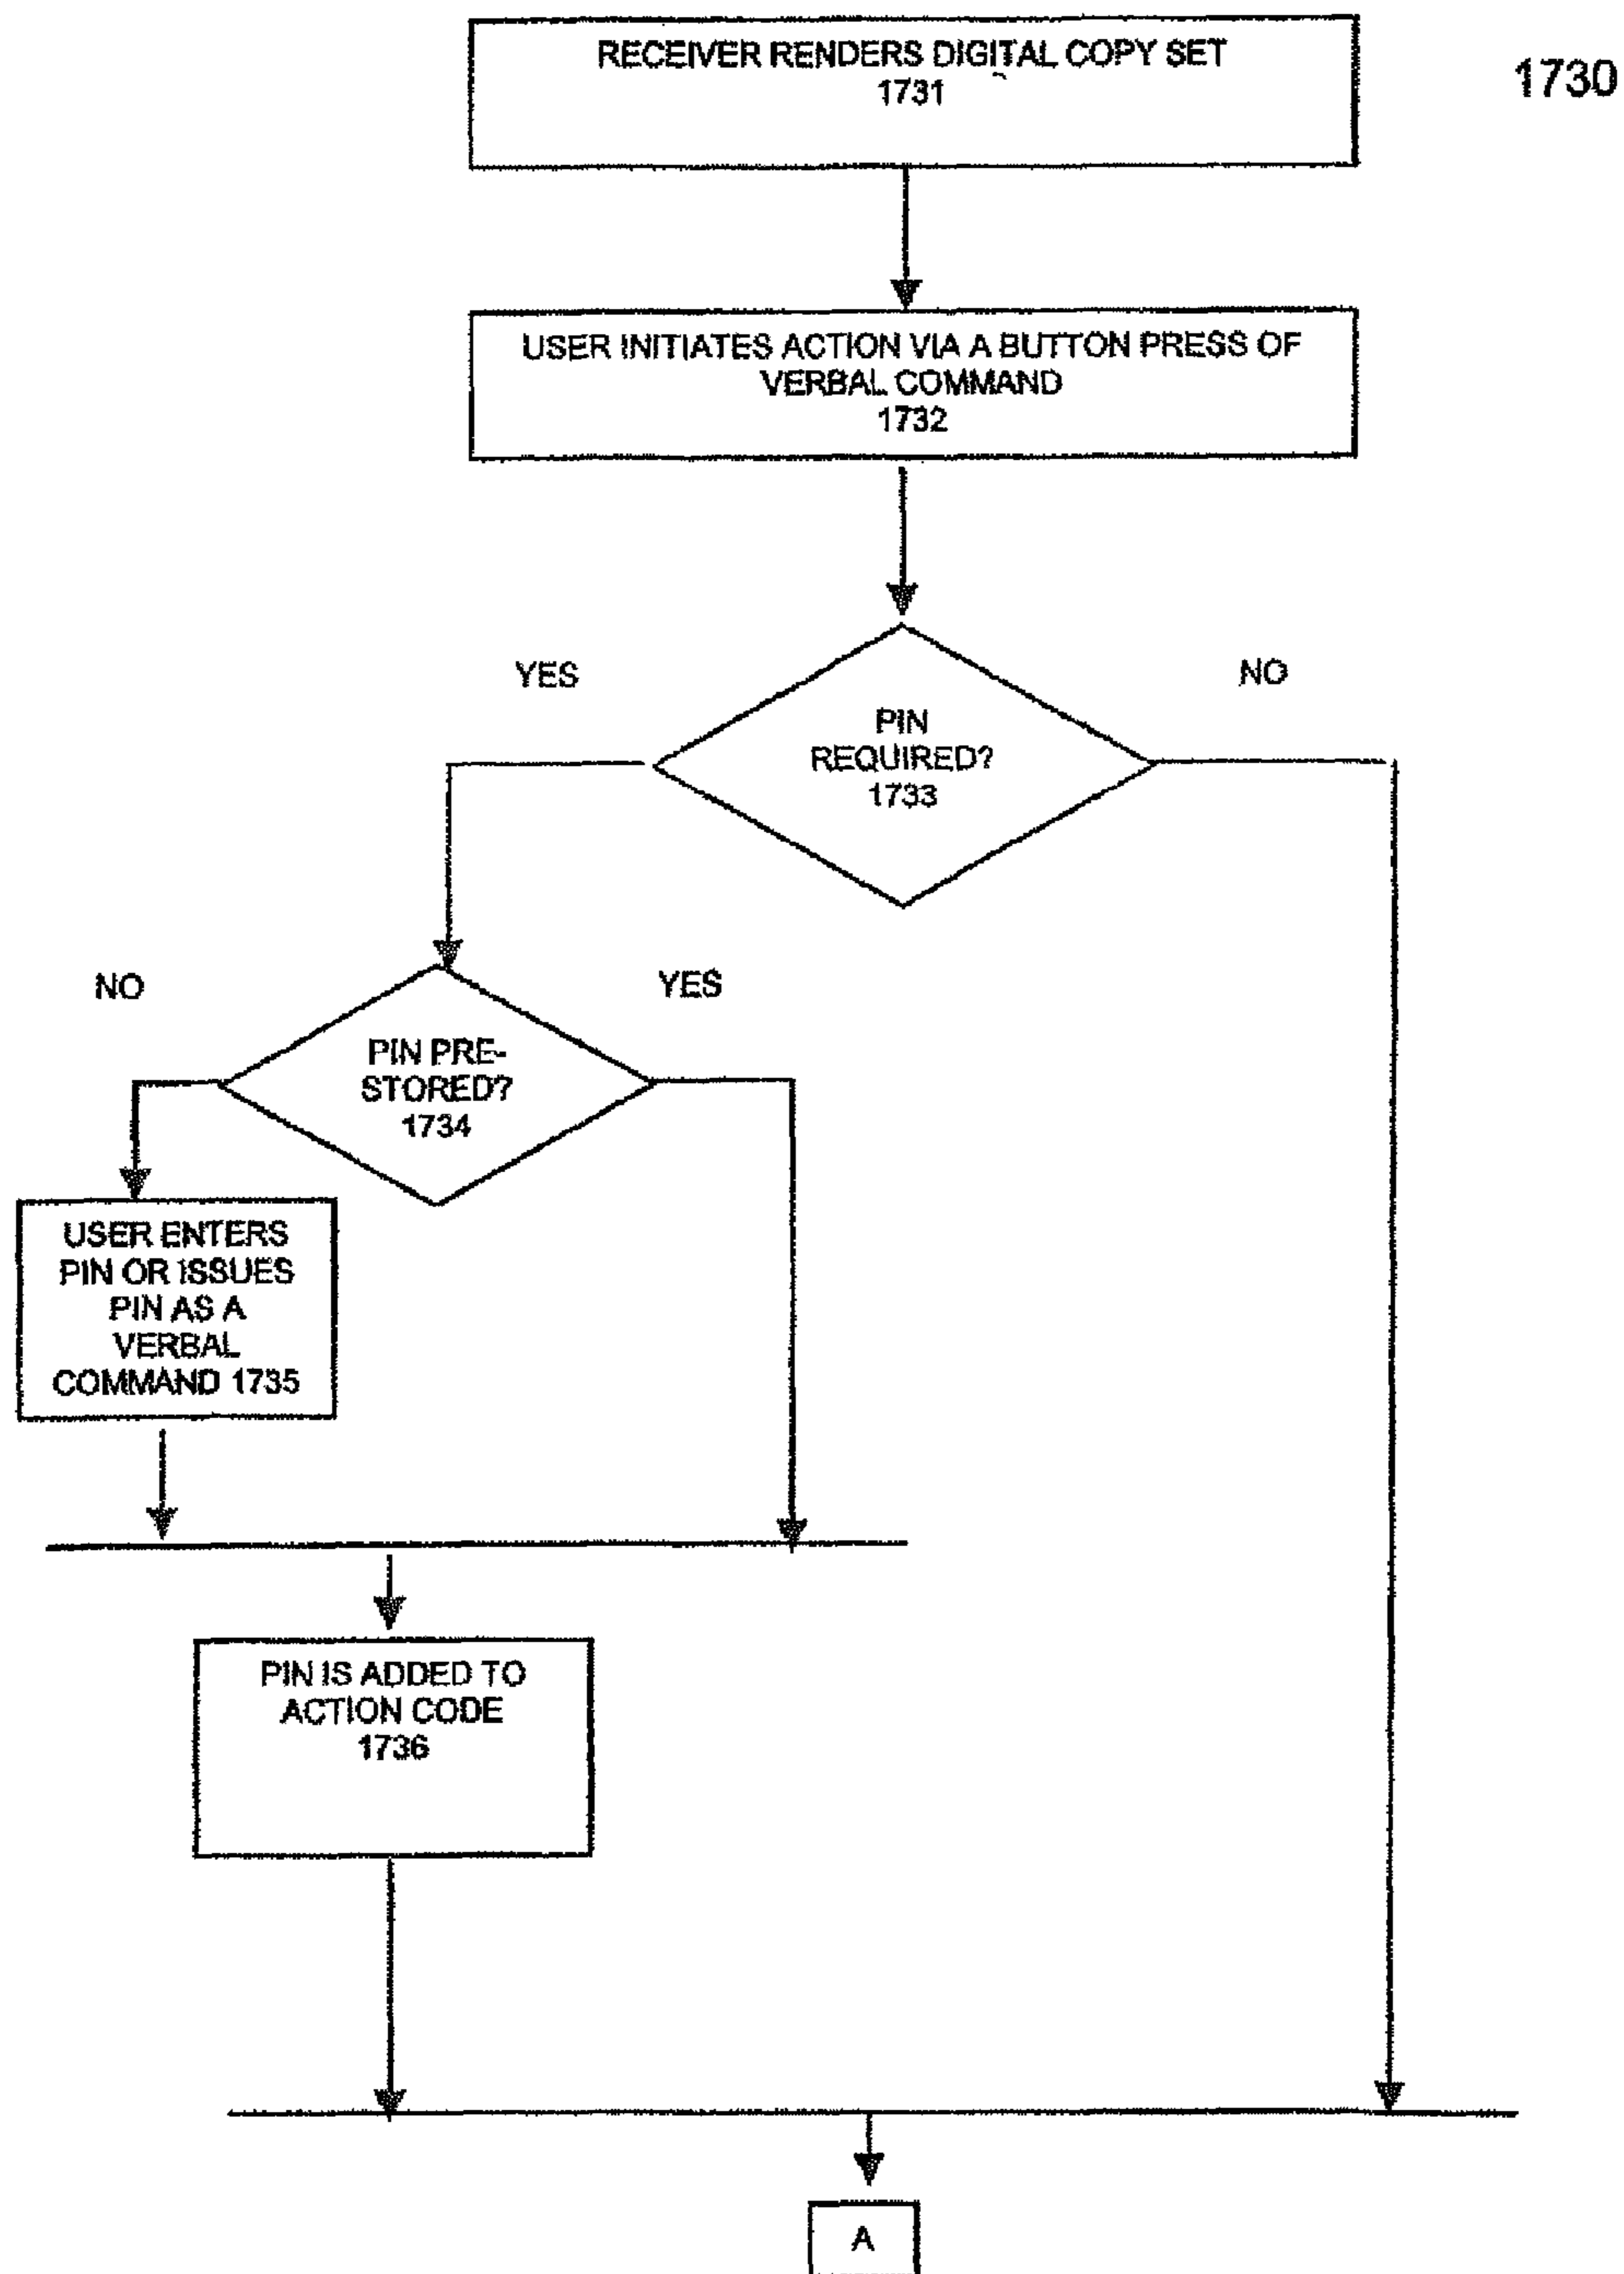 RECEIVER RENDERS DIGITAL COPY SET
1731
1730
USER INITIATES ACTION VIA A BUTTON PRESS OF
VERBAL COMMAND
1732
YES
NO
PIN
REQUIRED?
1733
NO
YES
PIN PRE-
STORED?
1734
USER ENTERS
PIN OR ISSUES
PIN AS A
VERBAL
COMMAND 1735
PIN IS ADDED TO
ACTION CODE
1736
A